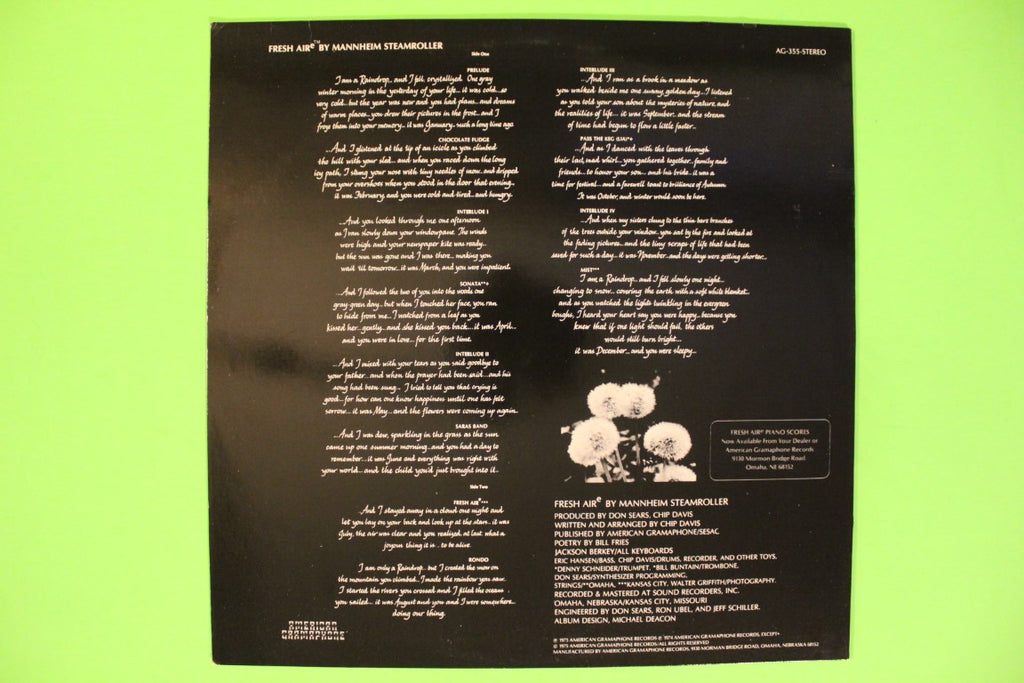 FRESH AIRe™ BY MANNHEIM STEAMROLLER
AG-355-STEREO
Side One
PRELUDE
I am a Raindrop...and I fell, crystallized. One gray
winter morning in the yesterday of your life... it was cold...so
very cold...but the year was new and you had plans...and dreams
of warm places...you drew their pictures in the frost...and I
froze them into your memory...it was January...such a long time ago.
CHOCOLATE FUDGE
...And I glistened at the tip of an icicle as you climbed
the hill with your sled...and when you raced down the long
icy path, I stung your nose with tiny needles of snow...and dripped
from your overshoes when you stood in the door that evening...
it was February, and you were cold and tired...and hungry.
INTERLUDE I
...And you looked through me one afternoon
as I ran slowly down your windowpane. The winds
were high and your newspaper kite was ready...
but the sun was gone and I was there...making you
wait 'til tomorrow...it was March, and you were impatient.
SONATA**+
...And I followed the two of you into the woods one
gray-green day...but when I touched her face, you ran
to hide from me...I watched from a leaf as you
kissed her...gently...and she kissed you back...it was April...
and you were in love...for the first time.
INTERLUDE II
...And I mixed with your tears as you said goodbye to
your father...and when the prayer had been said...and his
song had been sung... I tried to tell you that crying is
good...for how can one know happiness until one has felt
sorrow...it was May...and the flowers were coming up again.
SARAS BAND
...And I was dew, sparkling in the grass as the sun
came up one summer morning...and you had a day to
remember...it was June and everything was right with
your world...and the child you'd just brought into it.
Side Two
FRESH AIRe***
...And I stayed away in a cloud one night and
let you lay on your back and look up at the stars...it was
July, the air was clear and you realized, at last, what a
joyous thing it is...to be alive.
RONDO
I am only a Raindrop...but I created the snow on
the mountain you climbed...I made the rainbow you saw.
I started the rivers you crossed and I filled the oceans
you sailed... it was August and you and I were somewhere...
doing our thing.
AMERICAN
GRAMAPHONE
INTERLUDE III
...And I ran as a brook in a meadow as
you walked beside me one sunny, golden day...I listened
as you told your son about the mysteries of nature and
the realities of life... it was September...and the stream
of time had begun to flow a little faster...
PASS THE KEG (LIA)*+
...And as I danced with the leaves through
their last, mad whirl...you gathered together...family and
friends...to honor your son...and his bride...it was a
time for festival...and a farewell toast to brilliance of Autumn.
It was October, and winter would soon be here.
INTERLUDE IV
...And when my sisters clung to the thin bare branches
of the trees outside your window...you sat by the fire and looked at
the fading pictures...and the tiny scraps of life that had been
saved for such a day...it was November...and the days were getting shorter...
MIST***
I am a Raindrop...and I fell slowly one night...
changing to snow...covering the earth with a soft white blanket...
and as you watched the lights twinkling in the evergreen
boughs, I heard your heart say you were happy...because you
knew that if one light should fail, the others
would still burn bright...
it was December...and you were sleepy...
FRESH AIRe PIANO SCORES
Now Available From Your Dealer or
American Gramaphone Records
9130 Mormon Bridge Road
Omaha, NE 68152
FRESH AIRe BY MANNHEIM STEAMROLLER
PRODUCED BY DON SEARS, CHIP DAVIS
WRITTEN AND ARRANGED BY CHIP DAVIS
PUBLISHED BY AMERICAN GRAMAPHONE/SESAC
POETRY BY BILL FRIES
JACKSON BERKEY/ALL KEYBOARDS
ERIC HANSEN/BASS, CHIP DAVIS/DRUMS, RECORDER, AND OTHER TOYS.
*DENNY SCHNEIDER/TRUMPET. *BILL BUNTAIN/TROMBONE.
DON SEARS/SYNTHESIZER PROGRAMMING.
STRINGS/**OMAHA, ***KANSAS CITY, WALTER GRIFFITH/PHOTOGRAPHY.
RECORDED & MASTERED AT SOUND RECORDERS, INC.
OMAHA, NEBRASKA/KANSAS CITY, MISSOURI
ENGINEERED BY DON SEARS, RON UBEL, AND JEFF SCHILLER.
ALBUM DESIGN, MICHAEL DEACON
℗ 1975 AMERICAN GRAMAPHONE RECORDS ℗ 1974 AMERICAN GRAMAPHONE RECORDS, EXCEPT+
© 1975 AMERICAN GRAMAPHONE RECORDS/ALL RIGHTS RESERVED
MANUFACTURED BY AMERICAN GRAMAPHONE RECORDS, 9130 MORMON BRIDGE ROAD, OMAHA, NEBRASKA 68152